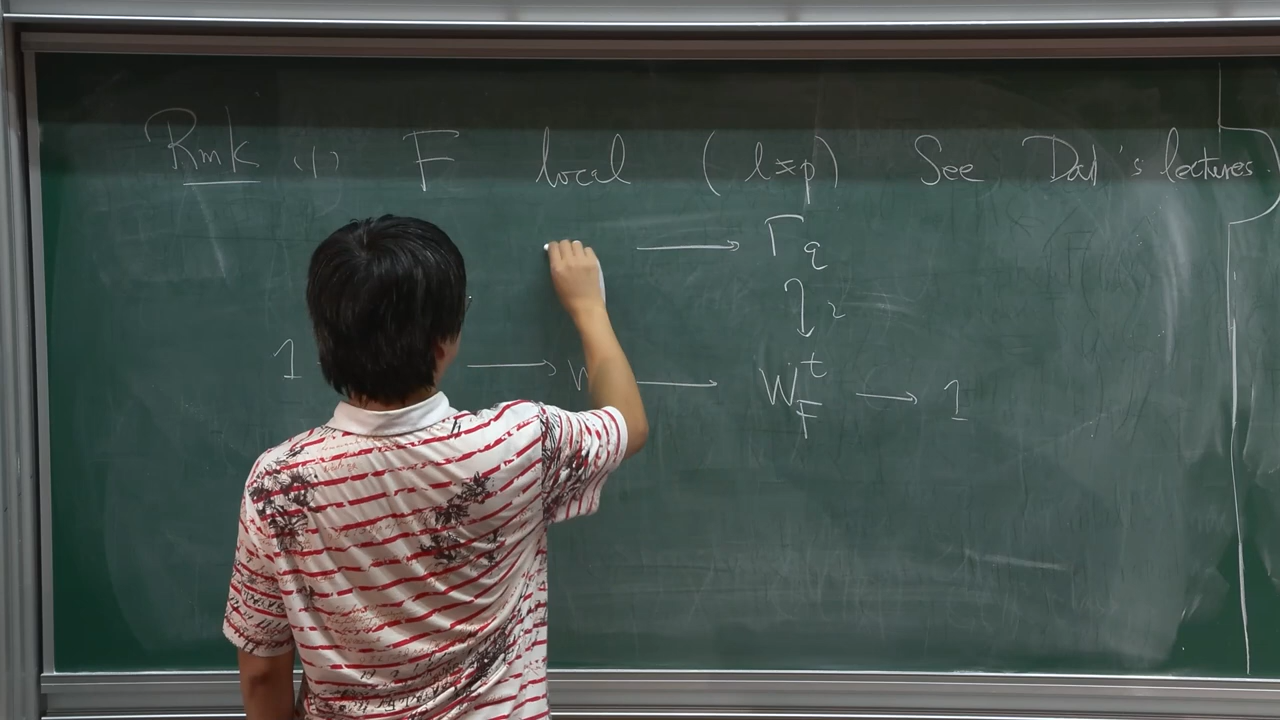 Rmk (1) F local (l≠p) See Dat's lectures.
→ Γ_q
↓ ≀
1 → W → W_F^t → 1